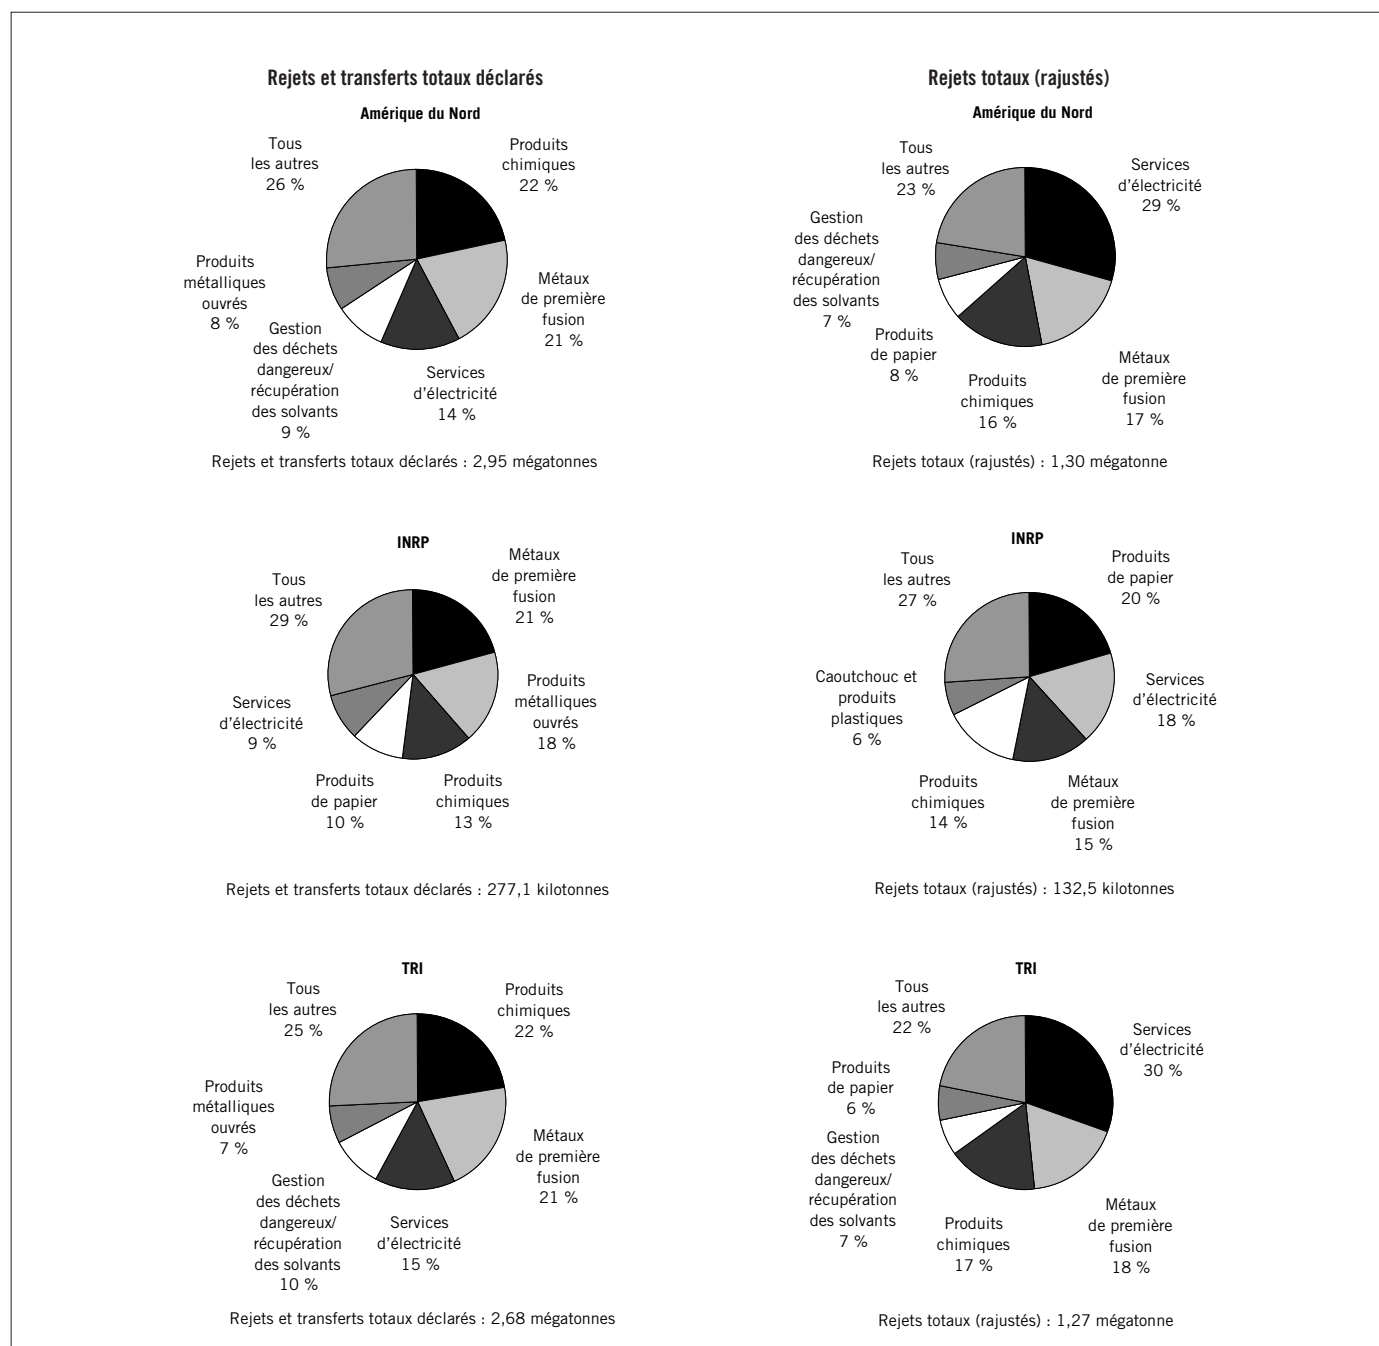 Rejets et transferts totaux déclarés
Amérique du Nord
Tous
les autres
26 %
Produits
chimiques
22 %
Produits
métalliques
ouvrés
8 %
Métaux
de première
fusion
21 %
Gestion
des déchets
dangereux/
récupération
des solvants
9 %
Services
d'électricité
14 %
Rejets et transferts totaux déclarés : 2,95 mégatonnes
Rejets totaux (rajustés)
Amérique du Nord
Tous
les autres
23 %
Services
d'électricité
29 %
Gestion
des déchets
dangereux/
récupération
des solvants
7 %
Produits
de papier
8 %
Produits
chimiques
16 %
Métaux
de première
fusion
17 %
Rejets totaux (rajustés) : 1,30 mégatonne
INRP
Tous
les autres
29 %
Métaux
de première
fusion
21 %
Services
d'électricité
9 %
Produits
métalliques
ouvrés
18 %
Produits
de papier
10 %
Produits
chimiques
13 %
Rejets et transferts totaux déclarés : 277,1 kilotonnes
INRP
Tous
les autres
27 %
Produits
de papier
20 %
Caoutchouc et
produits
plastiques
6 %
Services
d'électricité
18 %
Produits
chimiques
14 %
Métaux
de première
fusion
15 %
Rejets totaux (rajustés) : 132,5 kilotonnes
TRI
Tous
les autres
25 %
Produits
chimiques
22 %
Produits
métalliques
ouvrés
7 %
Métaux
de première
fusion
21 %
Gestion
des déchets
dangereux/
récupération
des solvants
10 %
Services
d'électricité
15 %
Rejets et transferts totaux déclarés : 2,68 mégatonnes
TRI
Tous
les autres
22 %
Services
d'électricité
30 %
Produits
de papier
6 %
Gestion
des déchets
dangereux/
récupération
des solvants
7 %
Produits
chimiques
17 %
Métaux
de première
fusion
18 %
Rejets totaux (rajustés) : 1,27 mégatonne